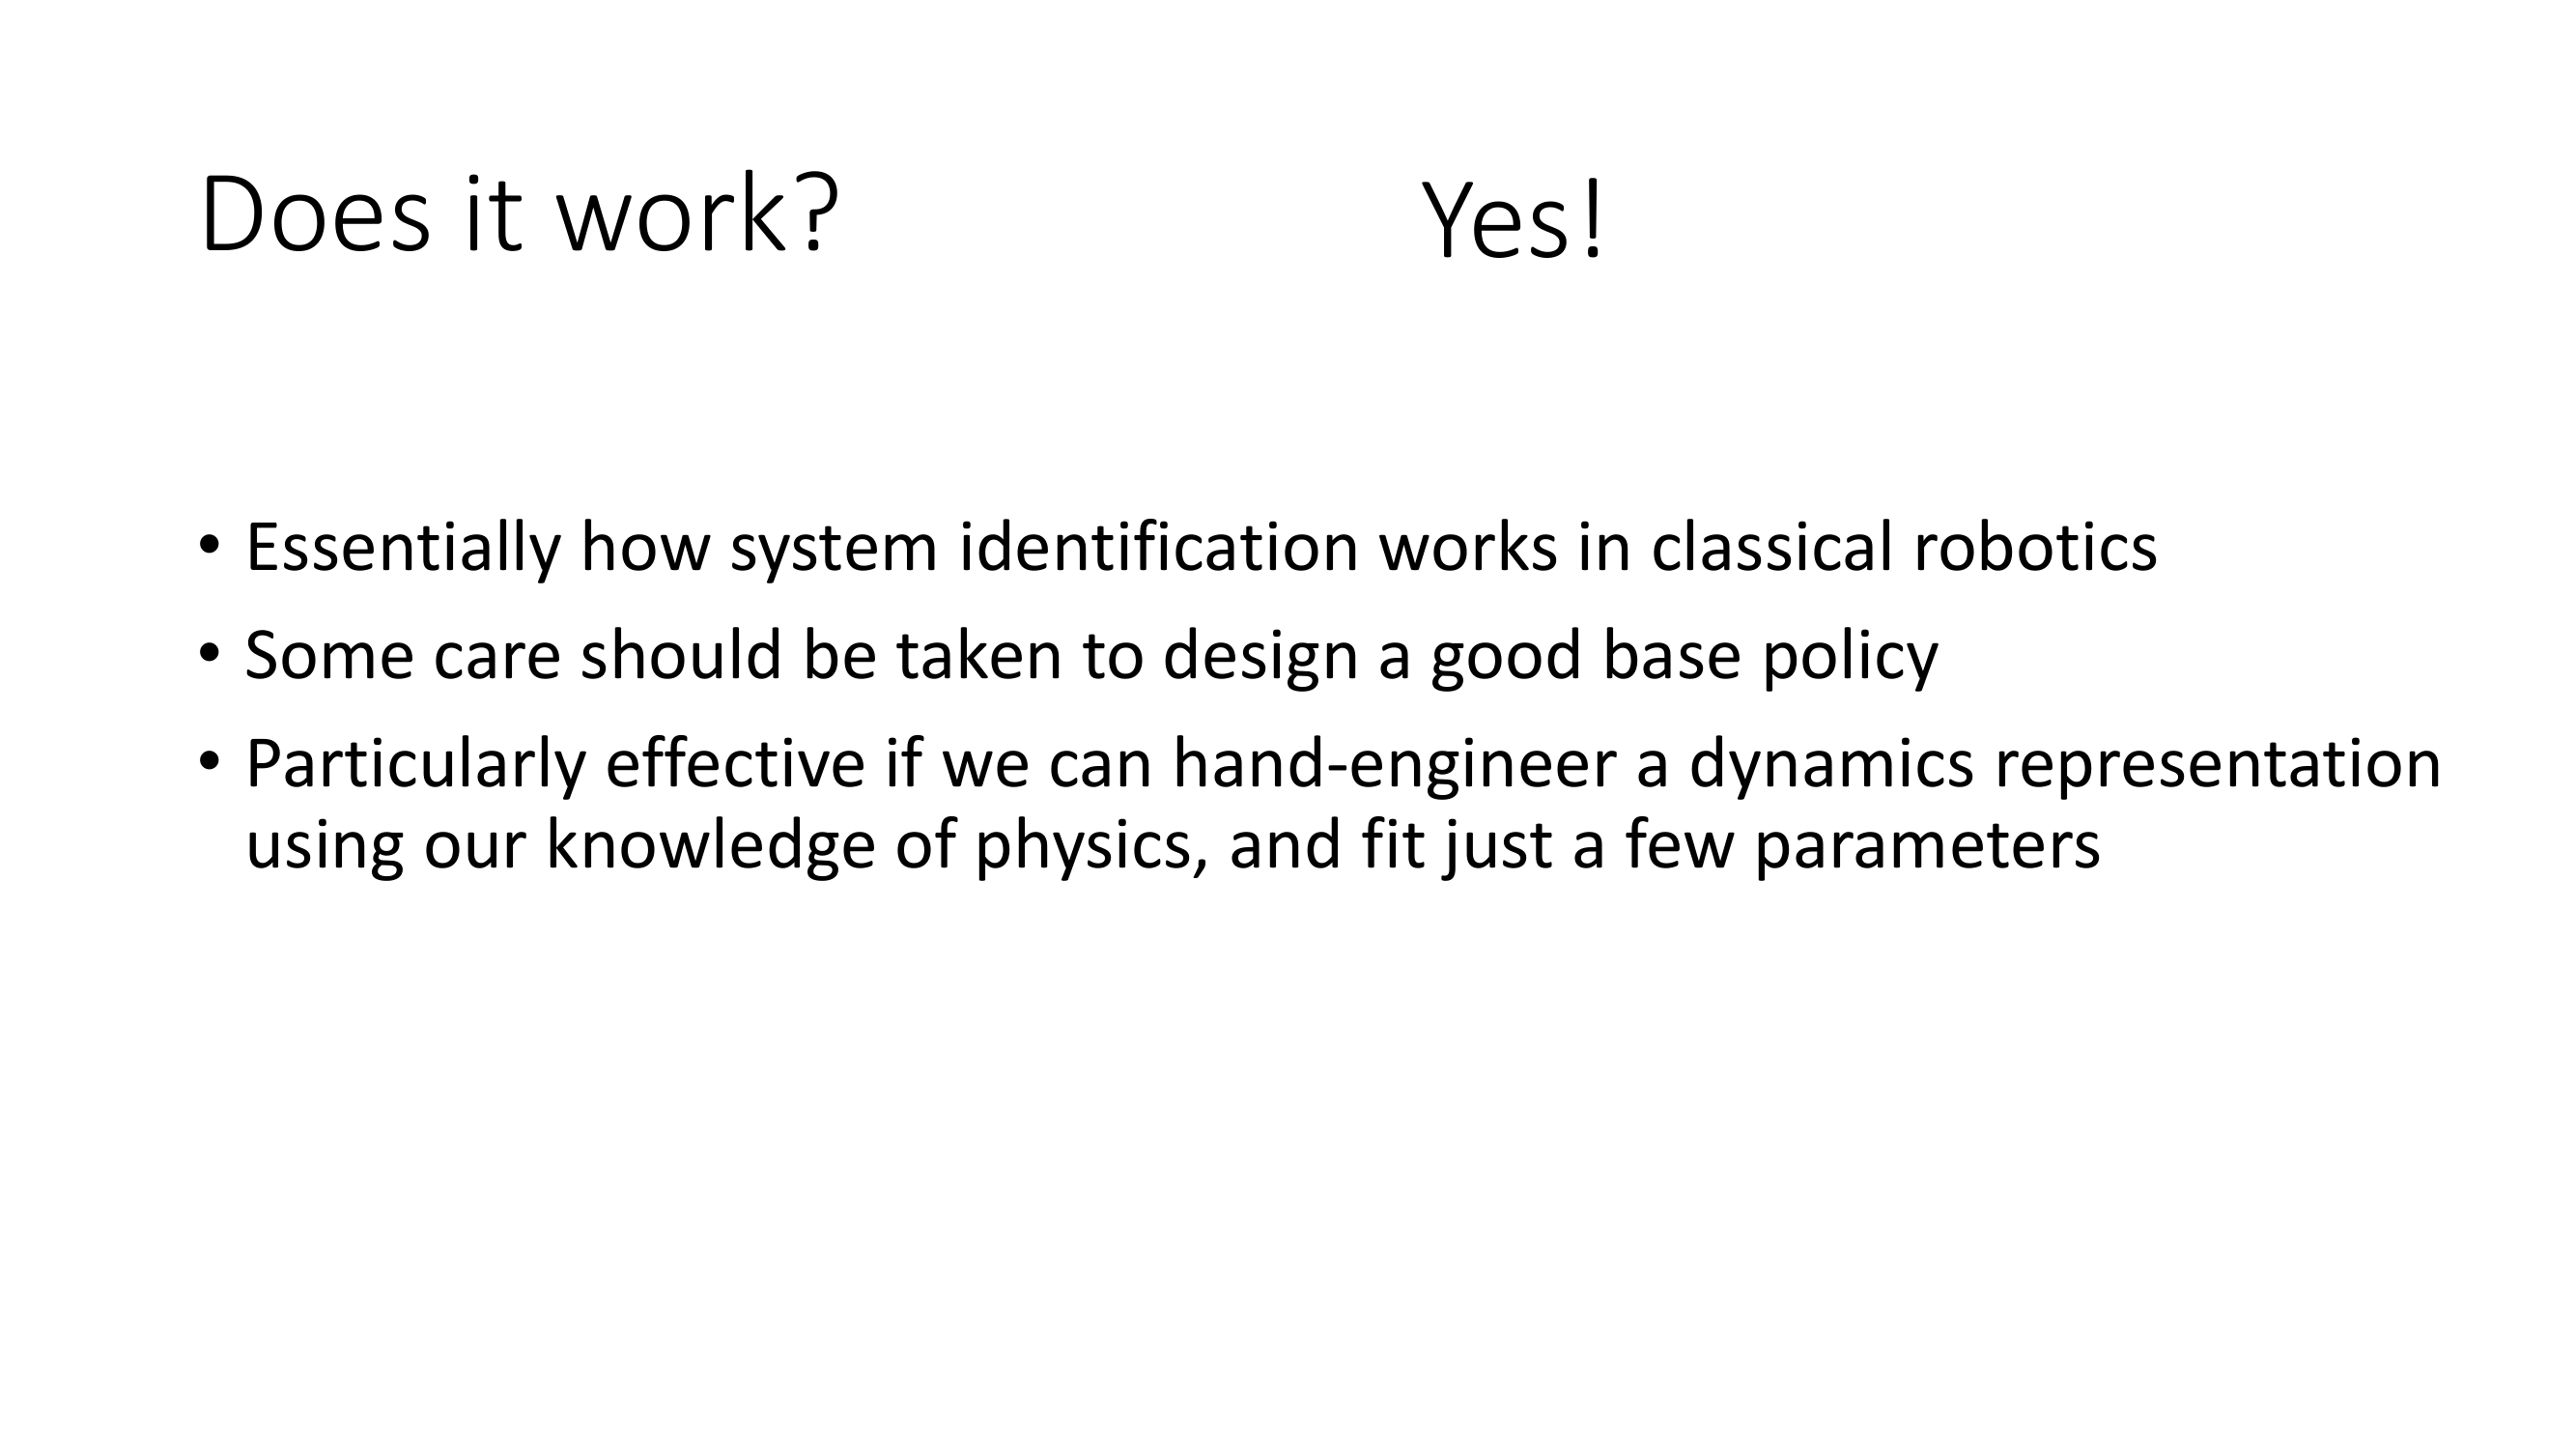 Does it work? Yes!
• Essentially how system identification works in classical robotics
• Some care should be taken to design a good base policy
• Particularly effective if we can hand-engineer a dynamics representation
using our knowledge of physics, and fit just a few parameters